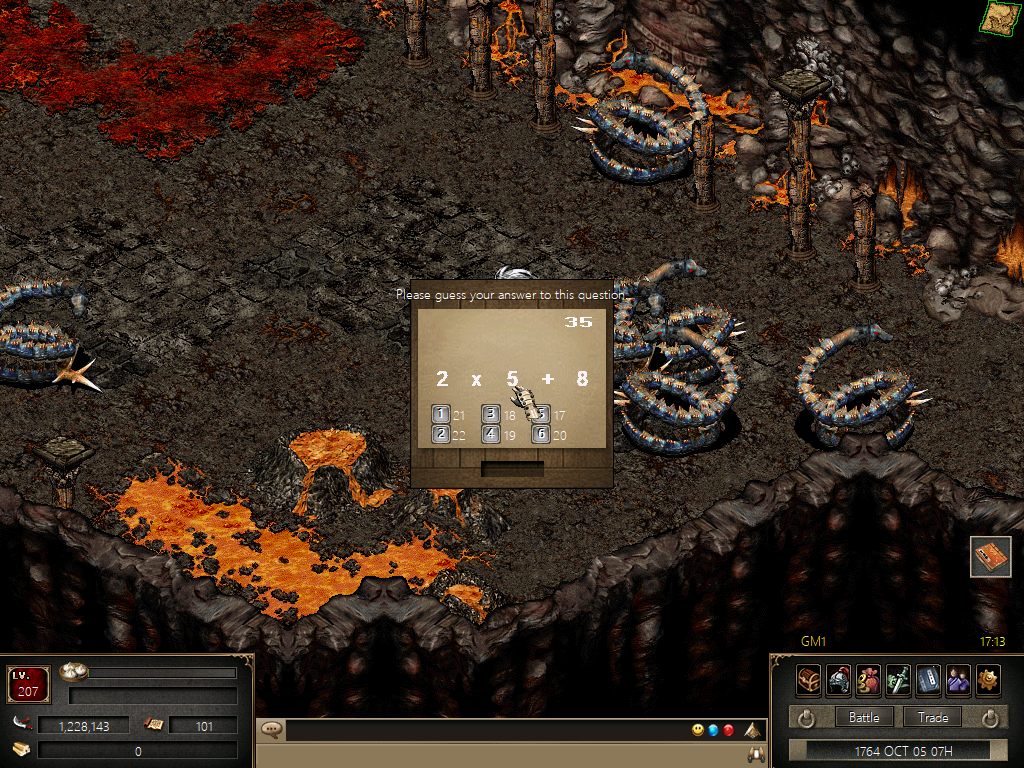 Please guess your answer to this question
35
2 x 5 + 8
1 21 3 18 5 17
2 22 4 19 6 20
GM1 17:13
LV.
207
1,228,143 101
0
Battle Trade
1764 OCT 05 07H